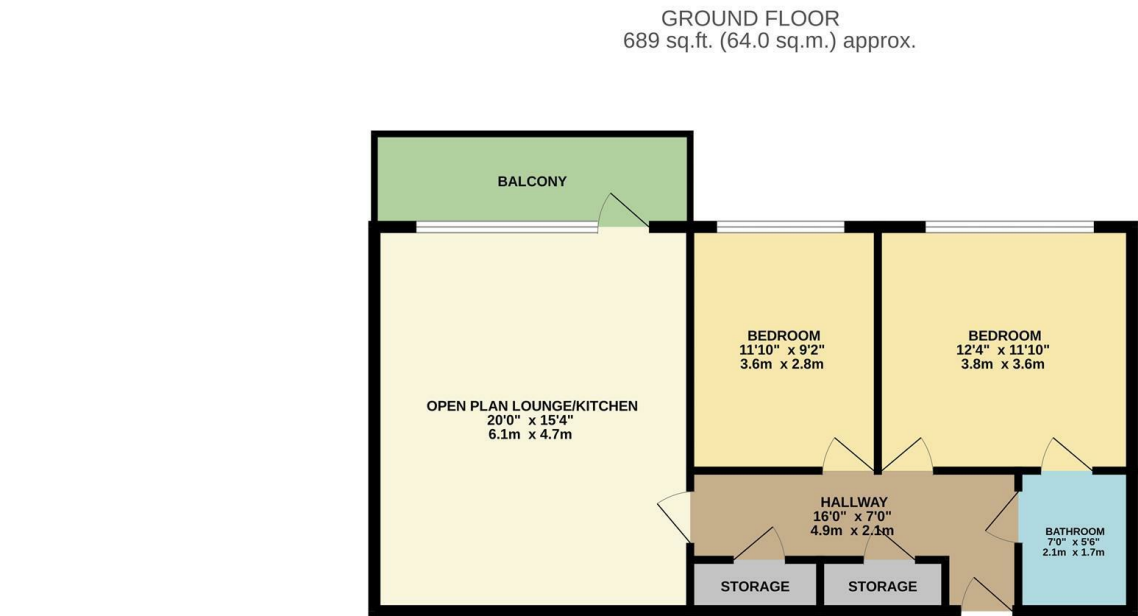 GROUND FLOOR
689 sq.ft. (64.0 sq.m.) approx.
BALCONY
BEDROOM
11'10" x 9'2"
3.6m x 2.8m
BEDROOM
12'4" x 11'10"
3.8m x 3.6m
OPEN PLAN LOUNGE/KITCHEN
20'0" x 15'4"
6.1m x 4.7m
HALLWAY
16'0" x 7'0"
4.9m x 2.1m
BATHROOM
7'0" x 5'6"
2.1m x 1.7m
STORAGE
STORAGE